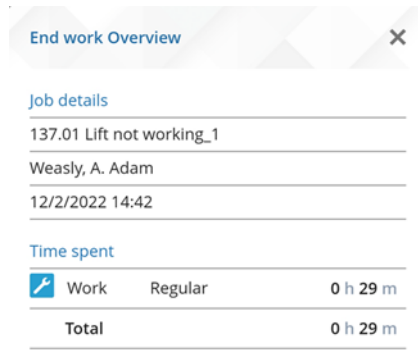 End work Overview
Job details
137.01 Lift not working_1
Weasly, A. Adam
12/2/2022 14:42
Time spent
Work Regular 0 h 29 m
Total 0 h 29 m